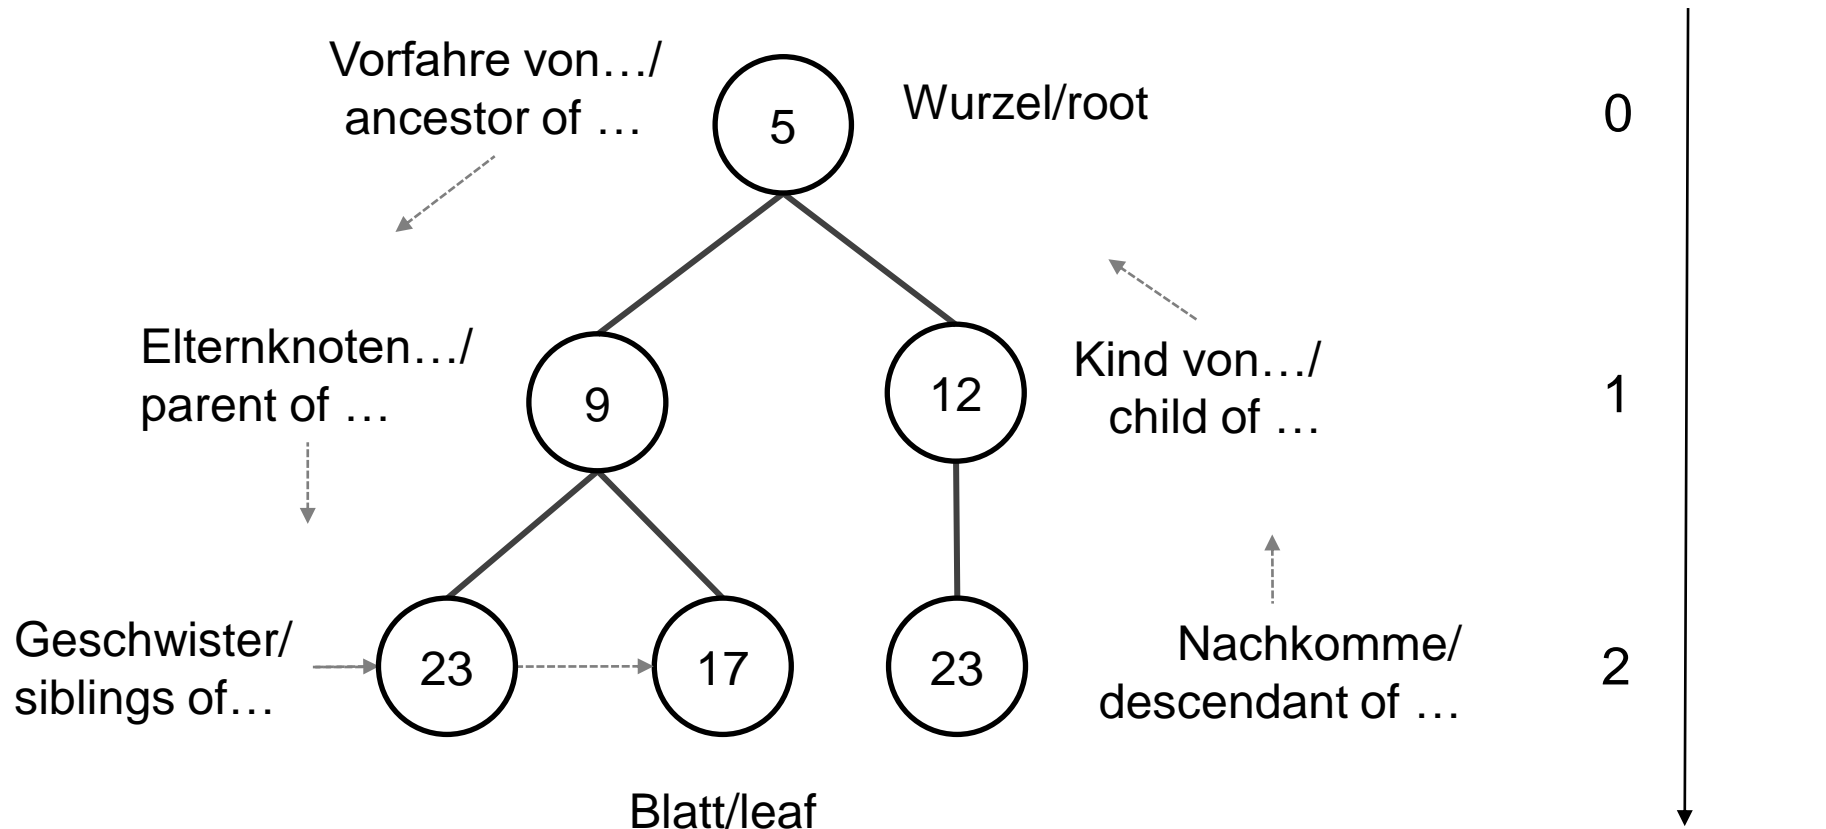 Vorfahre von…/
ancestor of …
5
Wurzel/root
0
Elternknoten…/
parent of …
9
12
Kind von…/
child of …
1
Geschwister/
siblings of…
23
17
23
Nachkomme/
descendant of …
2
Blatt/leaf